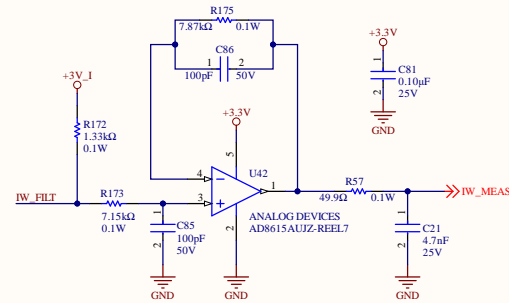 R175
7.87kΩ 0.1W
C86
1 2
100pF 50V
+3.3V
1
C81
0.10µF
25V
2
GND
+3V_I
R172
1.33kΩ
0.1W
+3.3V
5
U42
4
1
3
2
IW_FILT
R173
7.15kΩ
0.1W
1
C85
100pF
50V
2
GND
GND
ANALOG DEVICES
AD8615AUJZ-REEL7
R57
49.9Ω 0.1W
IW_MEAS
1
C21
4.7nF
25V
2
GND